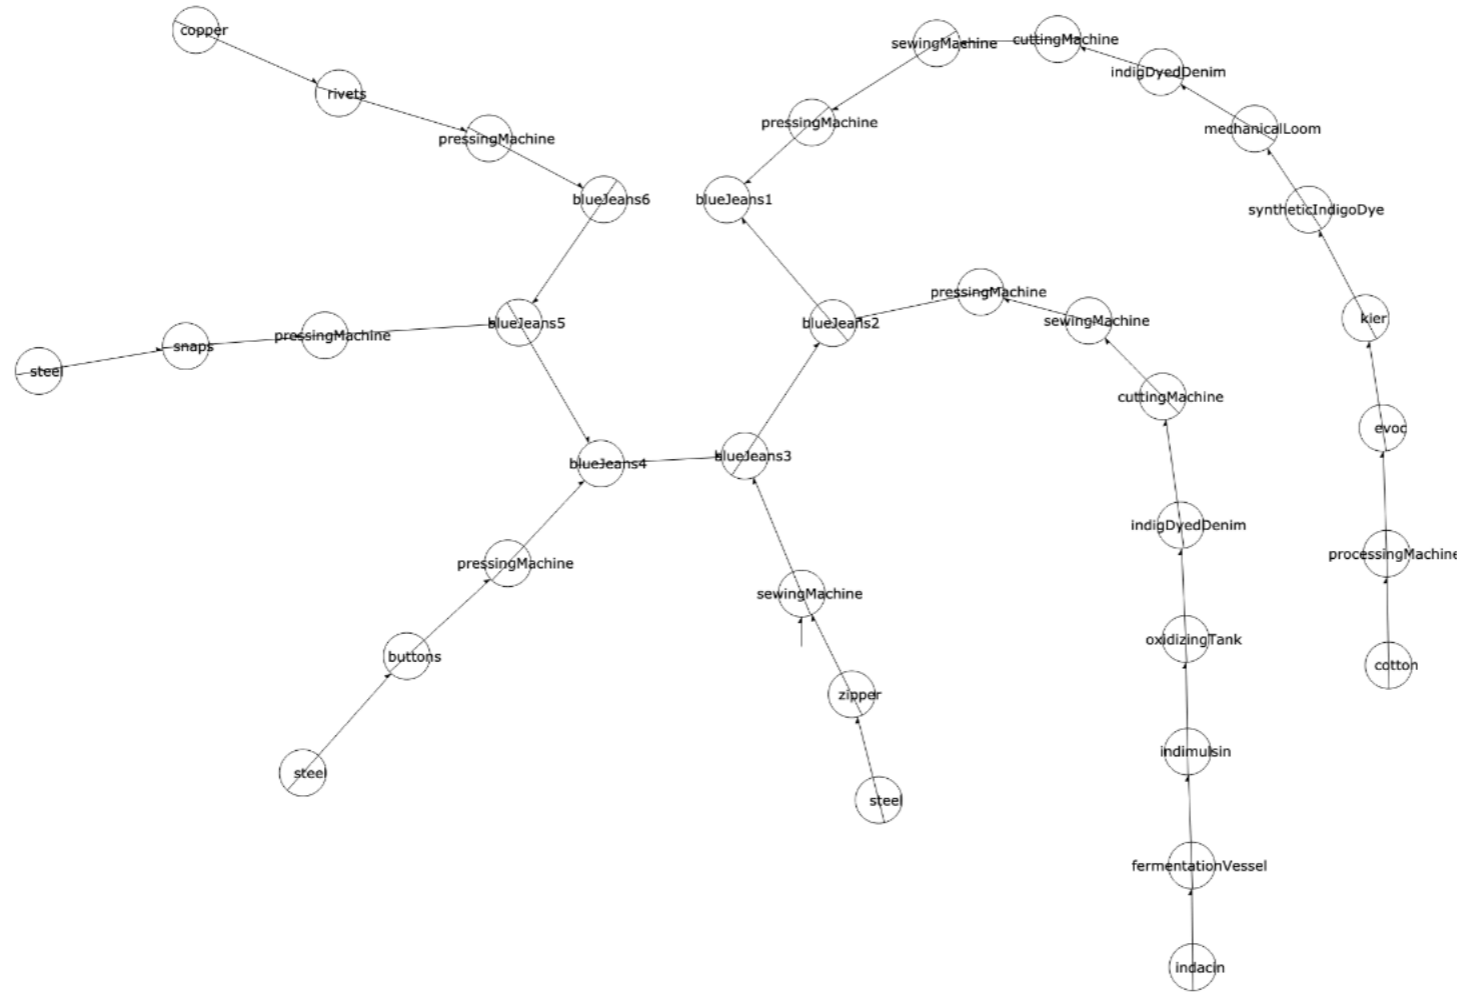 copper
rivets
pressingMachine
blueJeans6
sewingMachine
cuttingMachine
indigDyedDenim
mechanicalLoom
syntheticIndigoDye
kier
evoc
processingMachine
cotton
pressingMachine
blueJeans1
blueJeans2
pressingMachine
sewingMachine
cuttingMachine
indigDyedDenim
oxidizingTank
indimulsin
fermentationVessel
indacin
blueJeans5
pressingMachine
snaps
steel
blueJeans4
blueJeans3
pressingMachine
buttons
steel
sewingMachine
zipper
steel